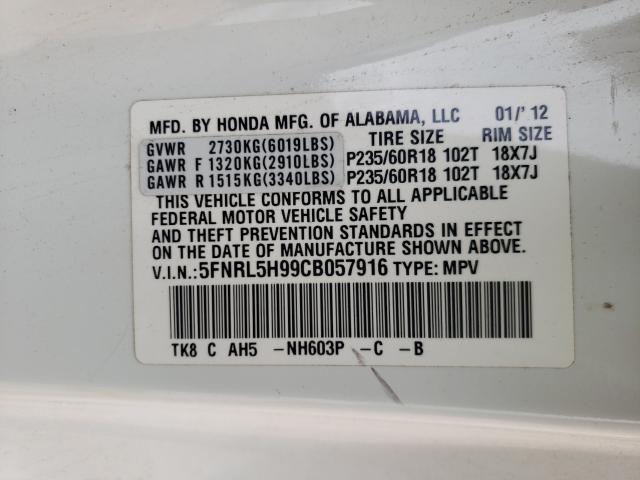 MFD. BY HONDA MFG. OF ALABAMA, LLC 01/'12
GVWR 2730KG(6019LBS) TIRE SIZE RIM SIZE
GAWR F 1320KG(2910LBS) P235/60R18 102T 18X7J
GAWR R 1515KG(3340LBS) P235/60R18 102T 18X7J
THIS VEHICLE CONFORMS TO ALL APPLICABLE
FEDERAL MOTOR VEHICLE SAFETY
AND THEFT PREVENTION STANDARDS IN EFFECT
ON THE DATE OF MANUFACTURE SHOWN ABOVE.
V.I.N.:5FNRL5H99CB057916 TYPE: MPV
TK8 C AH5 -NH603P -C -B